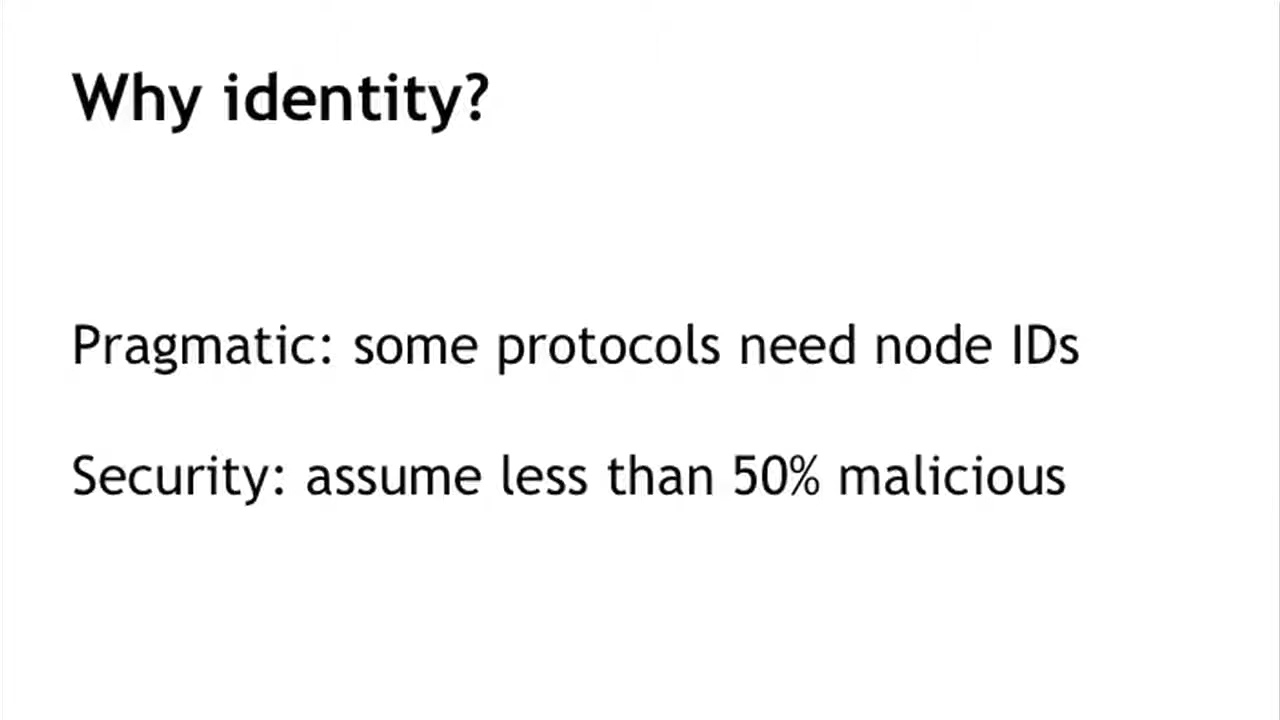 Why identity?
Pragmatic: some protocols need node IDs
Security: assume less than 50% malicious